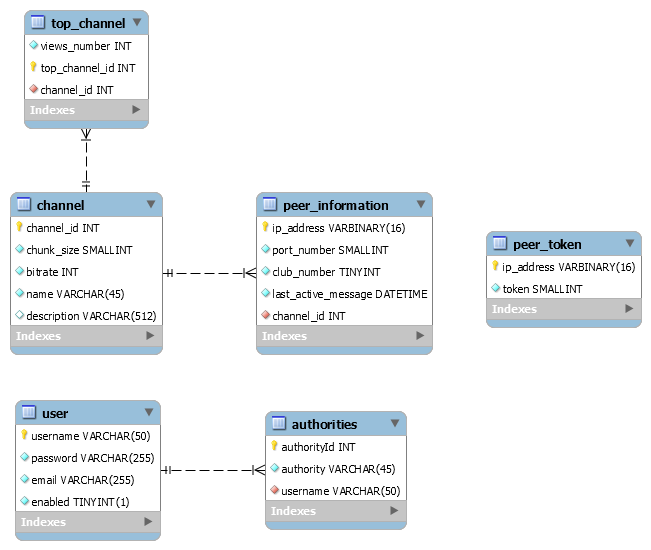 top_channel
views_number INT
top_channel_id INT
channel_id INT
Indexes
channel
channel_id INT
chunk_size SMALLINT
bitrate INT
name VARCHAR(45)
description VARCHAR(512)
Indexes
peer_information
ip_address VARBINARY(16)
port_number SMALLINT
club_number TINYINT
last_active_message DATETIME
channel_id INT
Indexes
peer_token
ip_address VARBINARY(16)
token SMALLINT
Indexes
user
username VARCHAR(50)
password VARCHAR(255)
email VARCHAR(255)
enabled TINYINT(1)
Indexes
authorities
authorityId INT
authority VARCHAR(45)
username VARCHAR(50)
Indexes